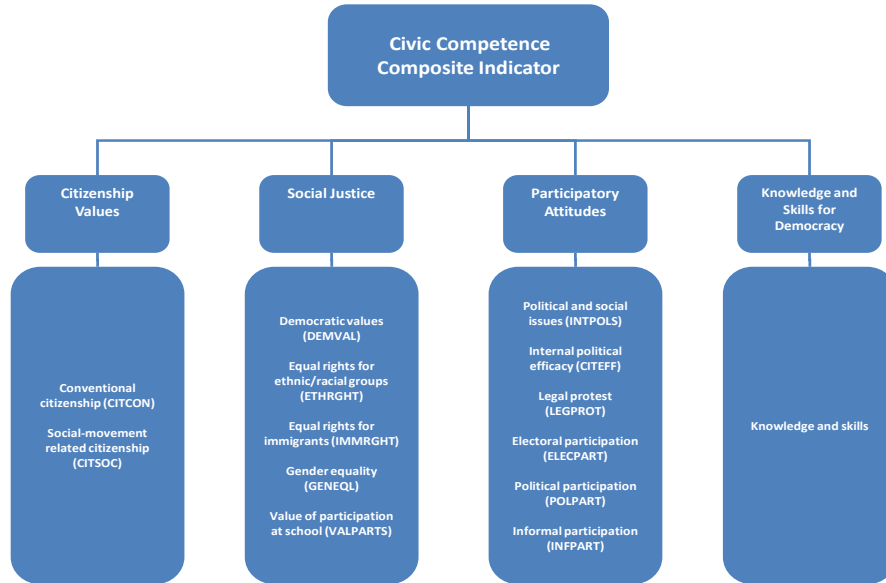 Civic Competence
Composite Indicator
Citizenship
Values
Social Justice
Participatory
Attitudes
Knowledge and
Skills for
Democracy
Conventional
citizenship (CITCON)
Social-movement
related citizenship
(CITSOC)
Democratic values
(DEMVAL)
Equal rights for
ethnic/racial groups
(ETHRGHT)
Equal rights for
immigrants (IMMRGHT)
Gender equality
(GENEQL)
Value of participation
at school (VALPARTS)
Political and social
issues (INTPOLS)
Internal political
efficacy (CITEFF)
Legal protest
(LEGPROT)
Electoral participation
(ELECPART)
Political participation
(POLPART)
Informal participation
(INFPART)
Knowledge and skills